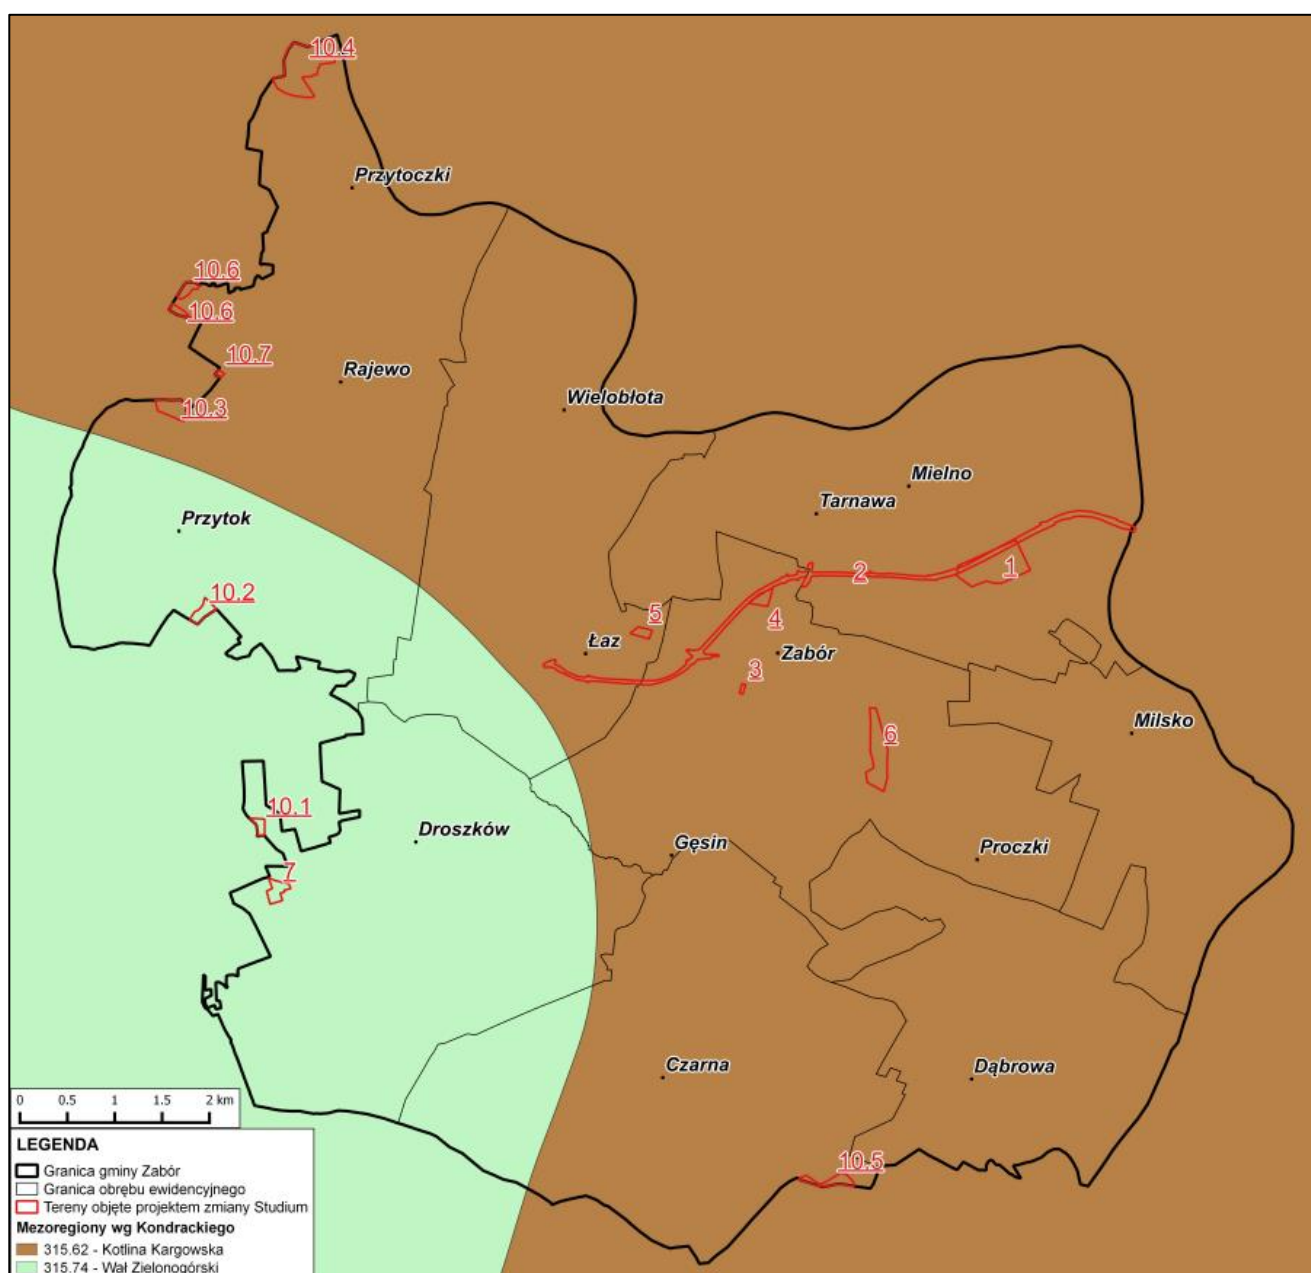 10.4
Przytoczki
10.6
10.6
10.7
Rajewo
10.3
Wielobłota
Mielno
Tarnawa
Przytok
2
1
10.2
5
4
Łaz
Zabór
3
Milsko
6
10.1
Droszków
Gęsin
Proczki
7
Czarna
Dąbrowa
10.5
0 0.5 1 1.5 2 km
LEGENDA
Granica gminy Zabór
Granica obrębu ewidencyjnego
Tereny objęte projektem zmiany Studium
Mezoregiony wg Kondrackiego
315.62 - Kotlina Kargowska
315.74 - Wał Zielonogórski